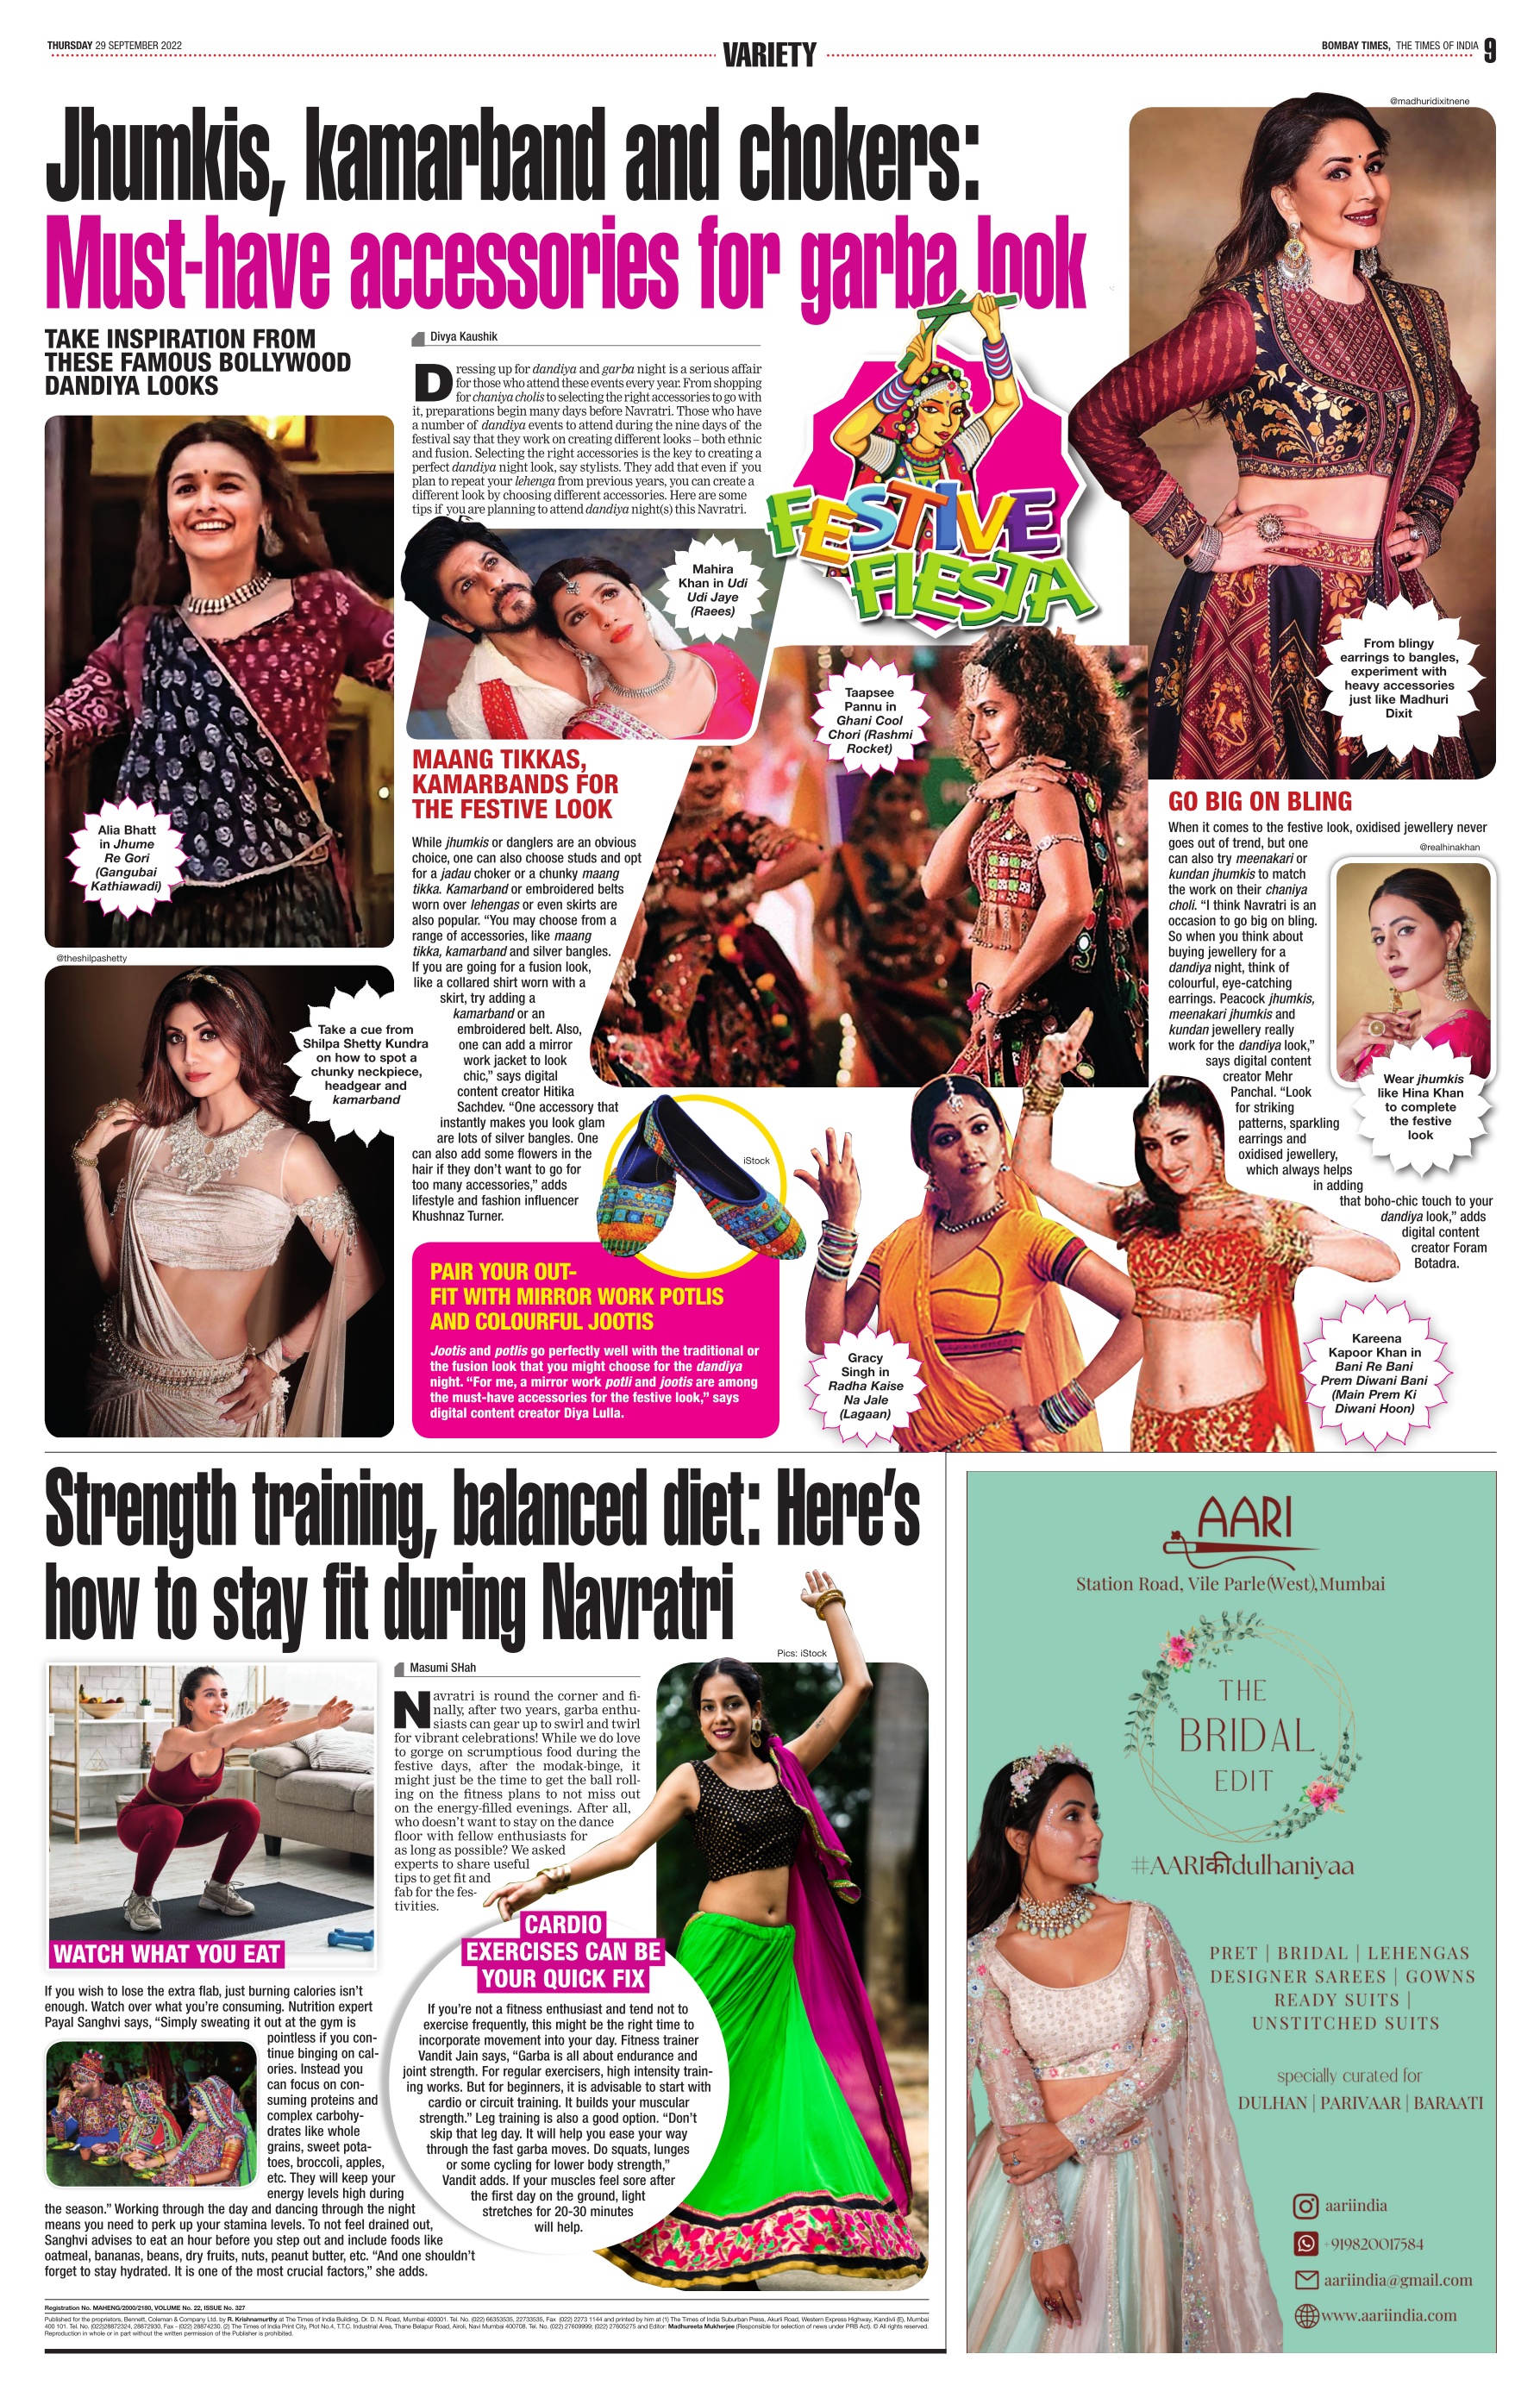 THURSDAY 29 SEPTEMBER 2022
VARIETY
BOMBAY TIMES, THE TIMES OF INDIA 9
Jhumkis, kamarband and chokers:
Must-have accessories for garba look
@madhuridixitnene
TAKE INSPIRATION FROM
THESE FAMOUS BOLLYWOOD
DANDIYA LOOKS
Divya Kaushik
Dressing up for dandiya and garba night is a serious affair
for those who attend these events every year. From shopping
for chaniya cholis to selecting the right accessories to go with
it, preparations begin many days before Navratri. Those who have
a number of dandiya events to attend during the nine days of the
festival say that they work on creating different looks – both ethnic
and fusion. Selecting the right accessories is the key to creating a
perfect dandiya night look, say stylists. They add that even if you
plan to repeat your lehenga from previous years, you can create a
different look by choosing different accessories. Here are some
tips if you are planning to attend dandiya night(s) this Navratri.
FESTIVE
FIESTA
Mahira
Khan in Udi
Udi Jaye
(Raees)
Taapsee
Pannu in
Ghani Cool
Chori (Rashmi
Rocket)
From blingy
earrings to bangles,
experiment with
heavy accessories
just like Madhuri
Dixit
Alia Bhatt
in Jhume
Re Gori
(Gangubai
Kathiawadi)
@theshilpashetty
Take a cue from
Shilpa Shetty Kundra
on how to spot a
chunky neckpiece,
headgear and
kamarband
MAANG TIKKAS,
KAMARBANDS FOR
THE FESTIVE LOOK
While jhumkis or danglers are an obvious
choice, one can also choose studs and opt
for a jadau choker or a chunky maang
tikka. Kamarband or embroidered belts
worn over lehengas or even skirts are
also popular. “You may choose from a
range of accessories, like maang
tikka, kamarband and silver bangles.
If you are going for a fusion look,
like a collared shirt worn with a
skirt, try adding a
kamarband or an
embroidered belt. Also,
one can add a mirror
work jacket to look
chic,” says digital
content creator Hitika
Sachdev. “One accessory that
instantly makes you look glam
are lots of silver bangles. One
can also add some flowers in the
hair if they don’t want to go for
too many accessories,” adds
lifestyle and fashion influencer
Khushnaz Turner.
iStock
PAIR YOUR OUT-
FIT WITH MIRROR WORK POTLIS
AND COLOURFUL JOOTIS
Jootis and potlis go perfectly well with the traditional or
the fusion look that you might choose for the dandiya
night. “For me, a mirror work potli and jootis are among
the must-have accessories for the festive look,” says
digital content creator Diya Lulla.
GO BIG ON BLING
When it comes to the festive look, oxidised jewellery never
goes out of trend, but one
can also try meenakari or
kundan jhumkis to match
the work on their chaniya
choli. “I think Navratri is an
occasion to go big on bling.
So when you think about
buying jewellery for a
dandiya night, think of
colourful, eye-catching
earrings. Peacock jhumkis,
meenakari jhumkis and
kundan jewellery really
work for the dandiya look,”
says digital content
creator Mehr
Panchal. “Look
for striking
patterns, sparkling
earrings and
oxidised jewellery,
which always helps
in adding
that boho-chic touch to your
dandiya look,” adds
digital content
creator Foram
Botadra.
@realhinakhan
Wear jhumkis
like Hina Khan
to complete
the festive
look
Gracy
Singh in
Radha Kaise
Na Jale
(Lagaan)
Kareena
Kapoor Khan in
Bani Re Bani
Prem Diwani Bani
(Main Prem Ki
Diwani Hoon)
Strength training, balanced diet: Here’s
how to stay fit during Navratri
Pics: iStock
Masumi SHah
Navratri is round the corner and fi-
nally, after two years, garba enthu-
siasts can gear up to swirl and twirl
for vibrant celebrations! While we do love
to gorge on scrumptious food during the
festive days, after the modak-binge, it
might just be the time to get the ball roll-
ing on the fitness plans to not miss out
on the energy-filled evenings. After all,
who doesn’t want to stay on the dance
floor with fellow enthusiasts for
as long as possible? We asked
experts to share useful
tips to get fit and
fab for the fes-
tivities.
WATCH WHAT YOU EAT
If you wish to lose the extra flab, just burning calories isn’t
enough. Watch over what you’re consuming. Nutrition expert
Payal Sanghvi says, “Simply sweating it out at the gym is
pointless if you con-
tinue binging on cal-
ories. Instead you
can focus on con-
suming proteins and
complex carbohy-
drates like whole
grains, sweet pota-
toes, broccoli, apples,
etc. They will keep your
energy levels high during
the season.” Working through the day and dancing through the night
means you need to perk up your stamina levels. To not feel drained out,
Sanghvi advises to eat an hour before you step out and include foods like
oatmeal, bananas, beans, dry fruits, nuts, peanut butter, etc. “And one shouldn’t
forget to stay hydrated. It is one of the most crucial factors,” she adds.
CARDIO
EXERCISES CAN BE
YOUR QUICK FIX
If you’re not a fitness enthusiast and tend not to
exercise frequently, this might be the right time to
incorporate movement into your day. Fitness trainer
Vandit Jain says, “Garba is all about endurance and
joint strength. For regular exercisers, high intensity train-
ing works. But for beginners, it is advisable to start with
cardio or circuit training. It builds your muscular
strength.” Leg training is also a good option. “Don’t
skip that leg day. It will help you ease your way
through the fast garba moves. Do squats, lunges
or some cycling for lower body strength,”
Vandit adds. If your muscles feel sore after
the first day on the ground, light
stretches for 20-30 minutes
will help.
Registration No. MAHENG/2000/2180, VOLUME No. 22, ISSUE No. 327
Published for the proprietors, Bennett, Coleman & Company Ltd. by R. Krishnamurthy at The Times of India Building, Dr. D. N. Road, Mumbai 400001. Tel. No. (022) 66353535, 22733535, Fax (022) 2273 1144 and printed by him at (1) The Times of India Suburban Press, Akurli Road, Western Express Highway, Kandivli (E), Mumbai
400 101. Tel. No. (022)28872324, 28872930, Fax - (022) 28874230. (2) The Times of India Print City, Plot No.4, T.T.C. Industrial Area, Thane Belapur Road, Airoli, Navi Mumbai 400708. Tel. No. (022) 27609999; (022) 27605275 and Editor: Madhureeta Mukherjee (Responsible for selection of news under PRB Act). © All rights reserved.
Reproduction in whole or in part without the written permission of the Publisher is prohibited.
AARI
Station Road, Vile Parle(West),Mumbai
THE
BRIDAL
EDIT
#AARIकीdulhaniyaa
PRET | BRIDAL | LEHENGAS
DESIGNER SAREES | GOWNS
READY SUITS |
UNSTITCHED SUITS
specially curated for
DULHAN | PARIVAAR | BARAATI
aariindia
+919820017584
aariindia@gmail.com
www.aariindia.com